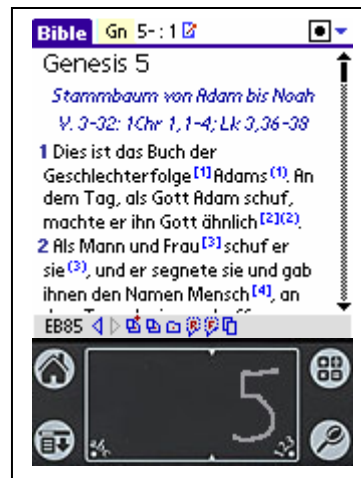 Bible Gn 5-: 1
Genesis 5
Stammbaum von Adam bis Noah
V. 3-32: 1Chr 1,1-4; Lk 3,36-38
1 Dies ist das Buch der
Geschlechterfolge[1] Adams(1). An
dem Tag, als Gott Adam schuf,
machte er ihn Gott ähnlich[2](2).
2 Als Mann und Frau[3] schuf er
sie(3), und er segnete sie und gab
ihnen den Namen Mensch[4], an
EB85
5